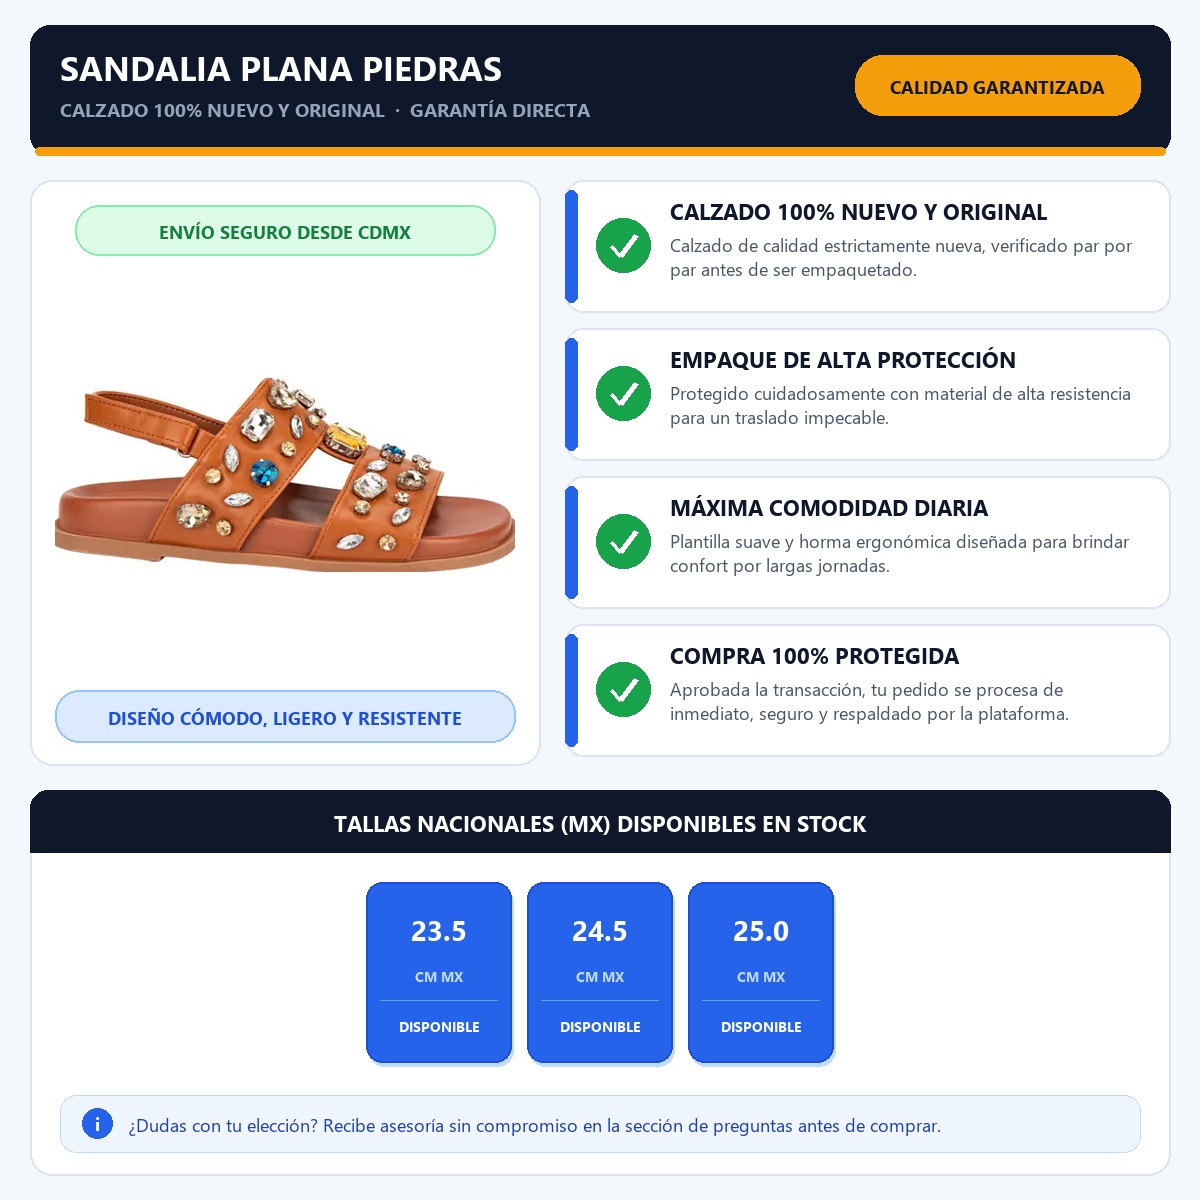 SANDALIA PLANA PIEDRAS
CALZADO 100% NUEVO Y ORIGINAL · GARANTÍA DIRECTA
CALIDAD GARANTIZADA
ENVÍO SEGURO DESDE CDMX
DISEÑO CÓMODO, LIGERO Y RESISTENTE
CALZADO 100% NUEVO Y ORIGINAL
Calzado de calidad estrictamente nueva, verificado par por
par antes de ser empaquetado.
EMPAQUE DE ALTA PROTECCIÓN
Protegido cuidadosamente con material de alta resistencia
para un traslado impecable.
MÁXIMA COMODIDAD DIARIA
Plantilla suave y horma ergonómica diseñada para brindar
confort por largas jornadas.
COMPRA 100% PROTEGIDA
Aprobada la transacción, tu pedido se procesa de
inmediato, seguro y respaldado por la plataforma.
TALLAS NACIONALES (MX) DISPONIBLES EN STOCK
23.5
CM MX
DISPONIBLE
24.5
CM MX
DISPONIBLE
25.0
CM MX
DISPONIBLE
¿Dudas con tu elección? Recibe asesoría sin compromiso en la sección de preguntas antes de comprar.